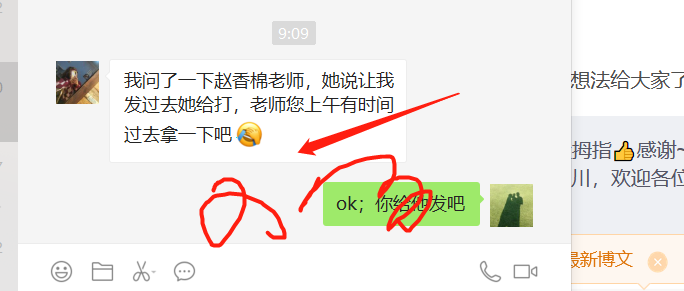 9:09
想法给大家了
我问了一下赵香棉老师，她说让我
发过去她给打，老师您上午有时间
过去拿一下吧
拇指👍感谢~
川，欢迎各位
ok；你给他发吧
最新博文